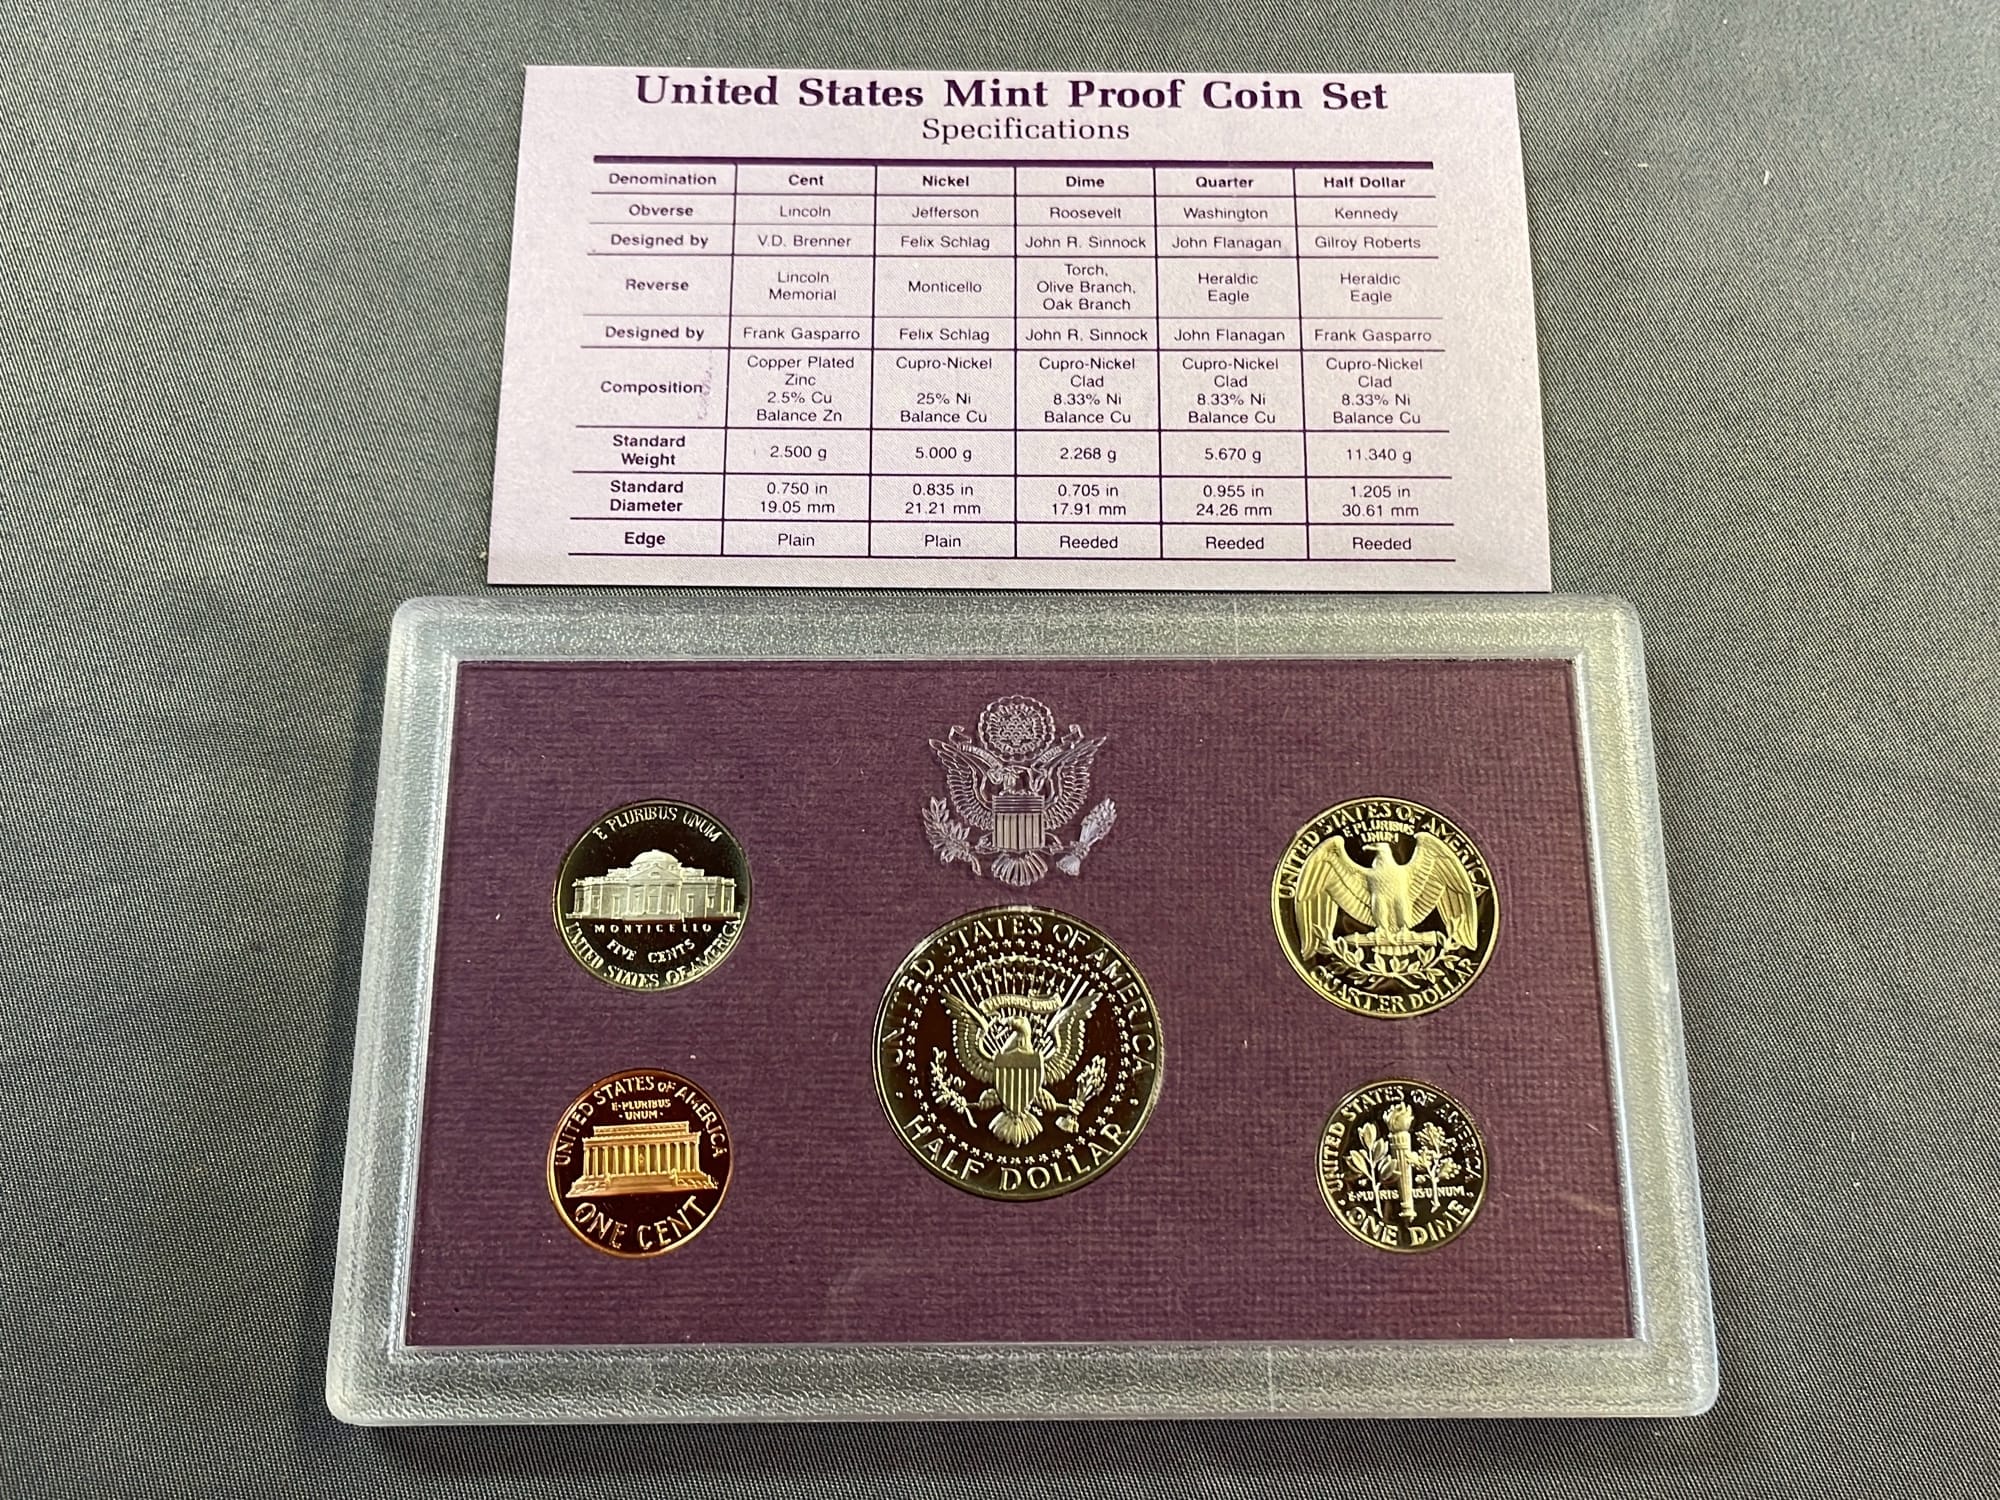 United States Mint Proof Coin Set
Specifications
Denomination Cent Nickel Dime Quarter Half Dollar
Obverse Lincoln Jefferson Roosevelt Washington Kennedy
Designed by V.D. Brenner Felix Schlag John R. Sinnock John Flanagan Gilroy Roberts
Reverse Lincoln Memorial Monticello Torch, Olive Branch, Oak Branch Heraldic Eagle Heraldic Eagle
Designed by Frank Gasparro Felix Schlag John R. Sinnock John Flanagan Frank Gasparro
Composition Copper Plated Zinc 2.5% Cu Balance Zn Cupro-Nickel 25% Ni Balance Cu Cupro-Nickel Clad 8.33% Ni Balance Cu Cupro-Nickel Clad 8.33% Ni Balance Cu Cupro-Nickel Clad 8.33% Ni Balance Cu
Standard Weight 2.500 g 5.000 g 2.268 g 5.670 g 11.340 g
Standard Diameter 0.750 in 19.05 mm 0.835 in 21.21 mm 0.705 in 17.91 mm 0.955 in 24.26 mm 1.205 in 30.61 mm
Edge Plain Plain Reeded Reeded Reeded
E PLURIBUS UNUM
MONTICELLO
FIVE CENTS
UNITED STATES OF AMERICA
UNITED STATES OF AMERICA
E PLURIBUS
UNUM
QUARTER DOLLAR
UNITED STATES OF AMERICA
PLURIBUS UNUM
HALF DOLLAR
UNITED STATES OF AMERICA
E·PLURIBUS
·UNUM·
ONE CENT
UNITED STATES OF AMERICA
E·PLU RIB US·U NUM
ONE DIME